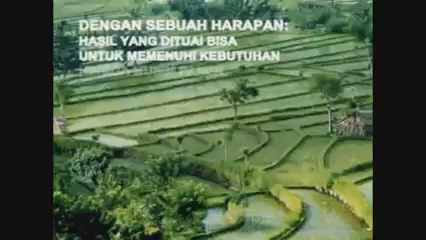 DENGAN SEBUAH HARAPAN:
HASIL YANG DITUAI BISA
UNTUK MEMENUHI KEBUTUHAN